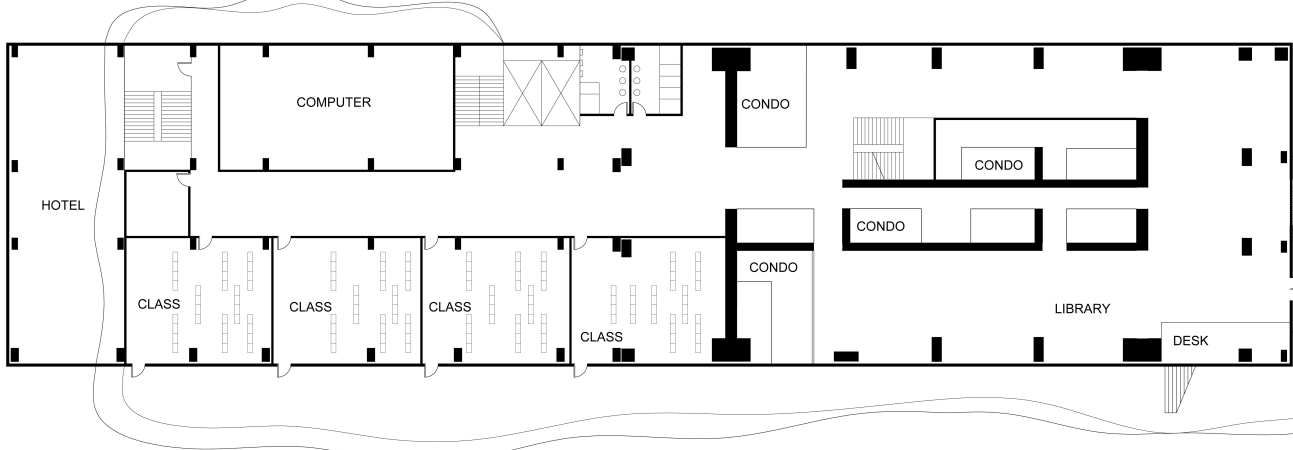 COMPUTER
CONDO
CONDO
HOTEL
CONDO
CONDO
CLASS
CLASS
CLASS
CLASS
LIBRARY
DESK